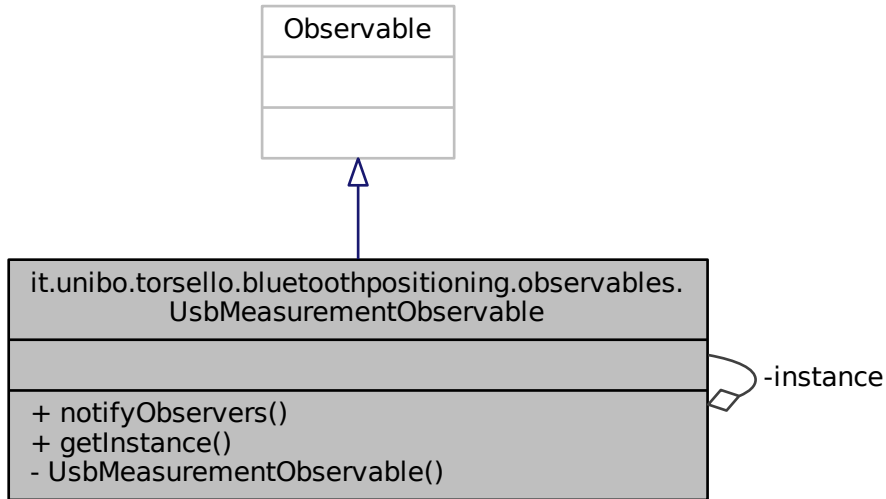 Observable
it.unibo.torsello.bluetoothpositioning.observables.
UsbMeasurementObservable
-instance
+ notifyObservers()
+ getInstance()
- UsbMeasurementObservable()